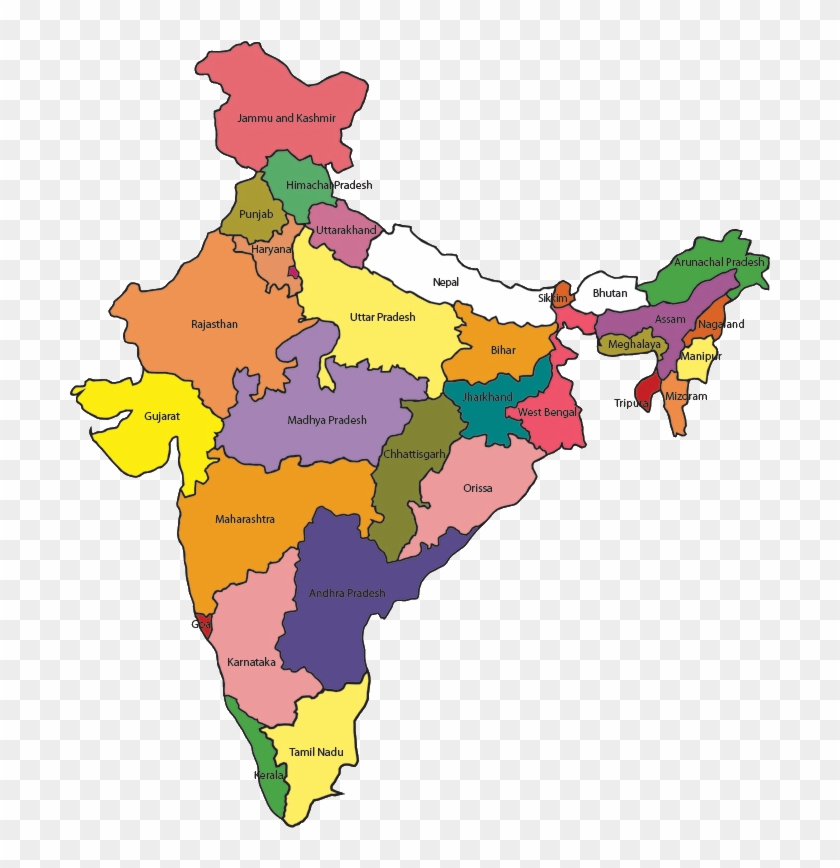 Jammu and Kashmir
Himachal Pradesh
Punjab
Uttarakhand
Haryana
Arunachal Pradesh
Nepal
Bhutan
Sikkim
Uttar Pradesh
Assam
Rajasthan
Nagaland
Meghalaya
Bihar
Manipur
Jharkhand
Mizoram
Tripura
West Bengal
Gujarat
Madhya Pradesh
Chhattisgarh
Orissa
Maharashtra
Andhra Pradesh
Goa
Karnataka
Tamil Nadu
Kerala